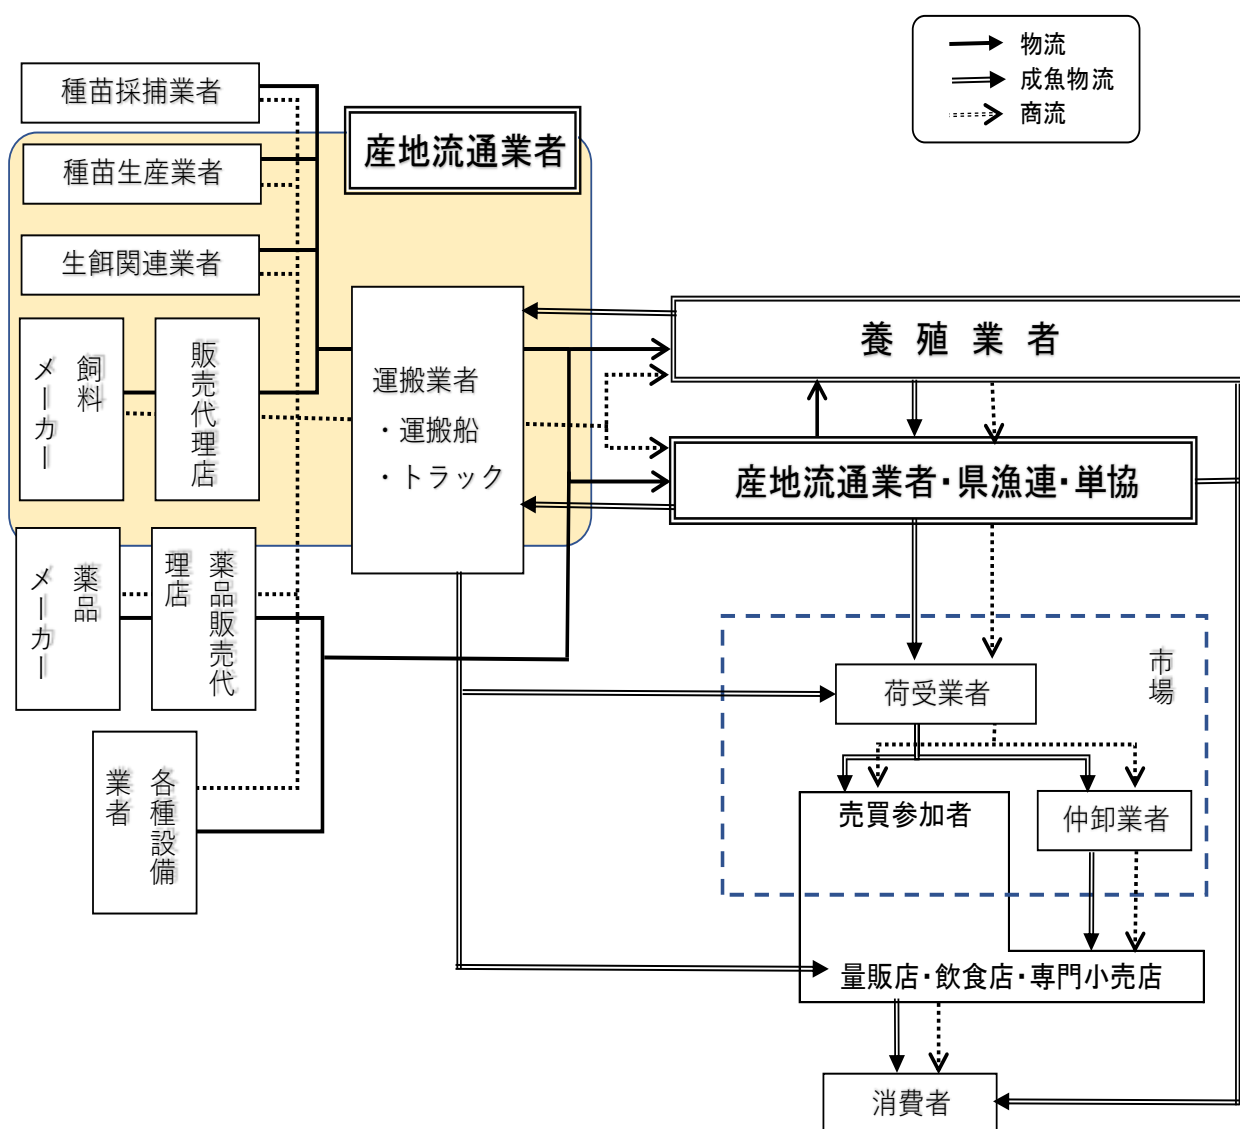 物流
成魚物流
商流
種苗採捕業者
産地流通業者
種苗生産業者
生餌関連業者
飼料
メーカー
販売代理店
運搬業者
・運搬船
・トラック
養殖業者
産地流通業者・県漁連・単協
薬品
メーカー
薬品販売代
理店
各種設備
業者
市場
荷受業者
売買参加者
仲卸業者
量販店・飲食店・専門小売店
消費者